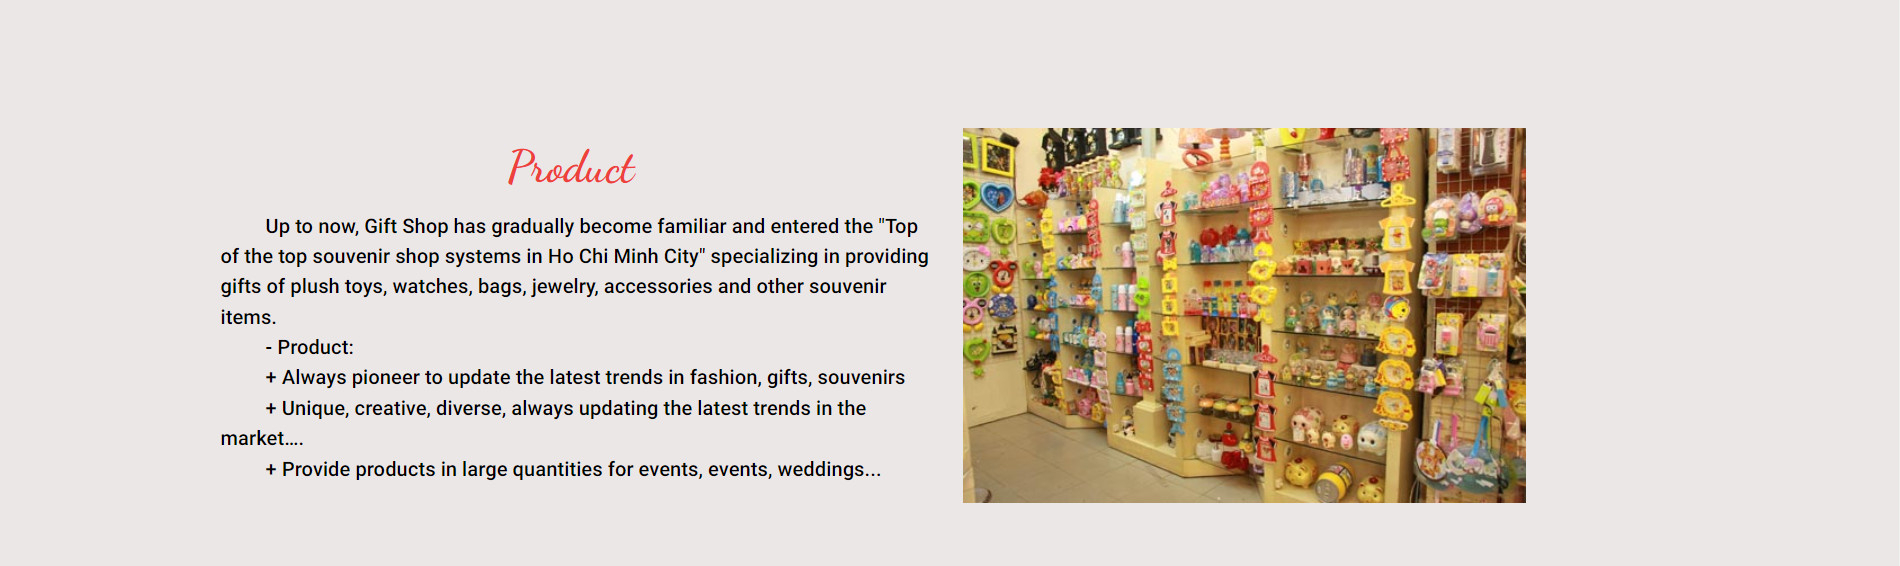 Product
Up to now, Gift Shop has gradually become familiar and entered the "Top
of the top souvenir shop systems in Ho Chi Minh City" specializing in providing
gifts of plush toys, watches, bags, jewelry, accessories and other souvenir
items.
- Product:
+ Always pioneer to update the latest trends in fashion, gifts, souvenirs
+ Unique, creative, diverse, always updating the latest trends in the
market....
+ Provide products in large quantities for events, events, weddings...